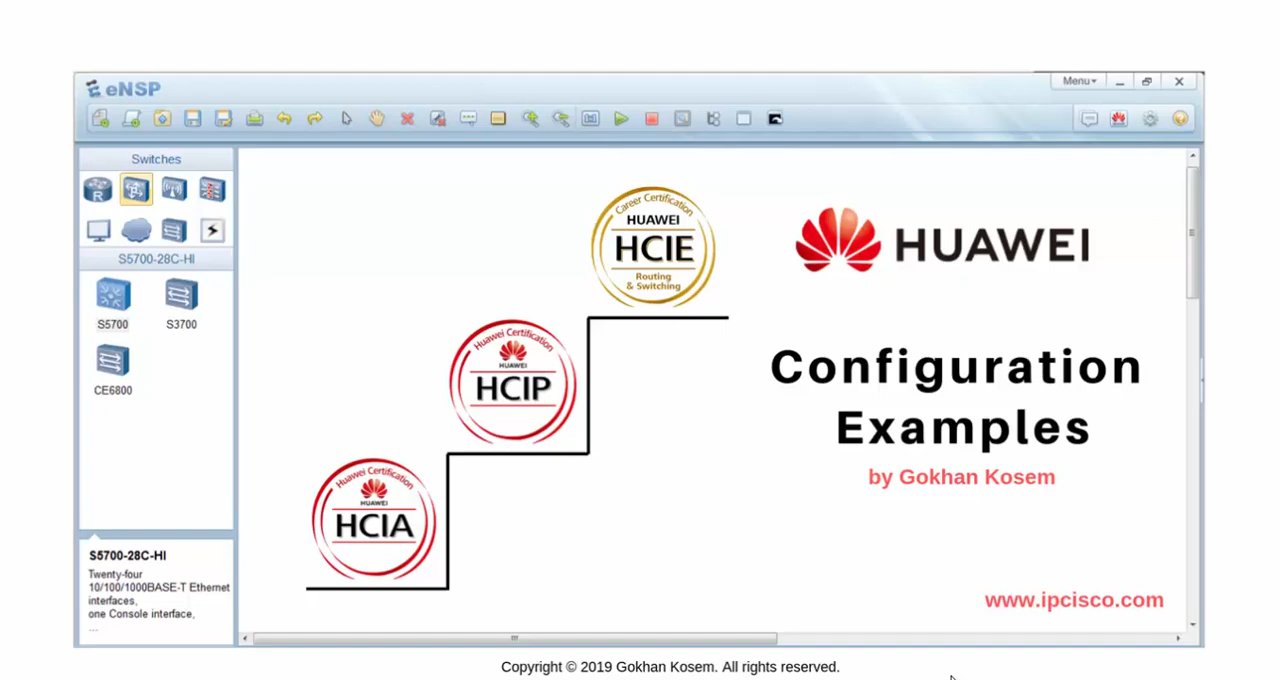 eNSP
Menu
Switches
R
S5700-28C-HI
S5700
S3700
CE6800
S5700-28C-HI
Twenty-four
10/100/1000BASE-T Ethernet
interfaces,
one Console interface,
...
Career Certification
HUAWEI
HCIE
Routing
& Switching
Huawei Certification
HUAWEI
HCIP
Huawei Certification
HUAWEI
HCIA
HUAWEI
Configuration
Examples
by Gokhan Kosem
www.ipcisco.com
Copyright © 2019 Gokhan Kosem. All rights reserved.